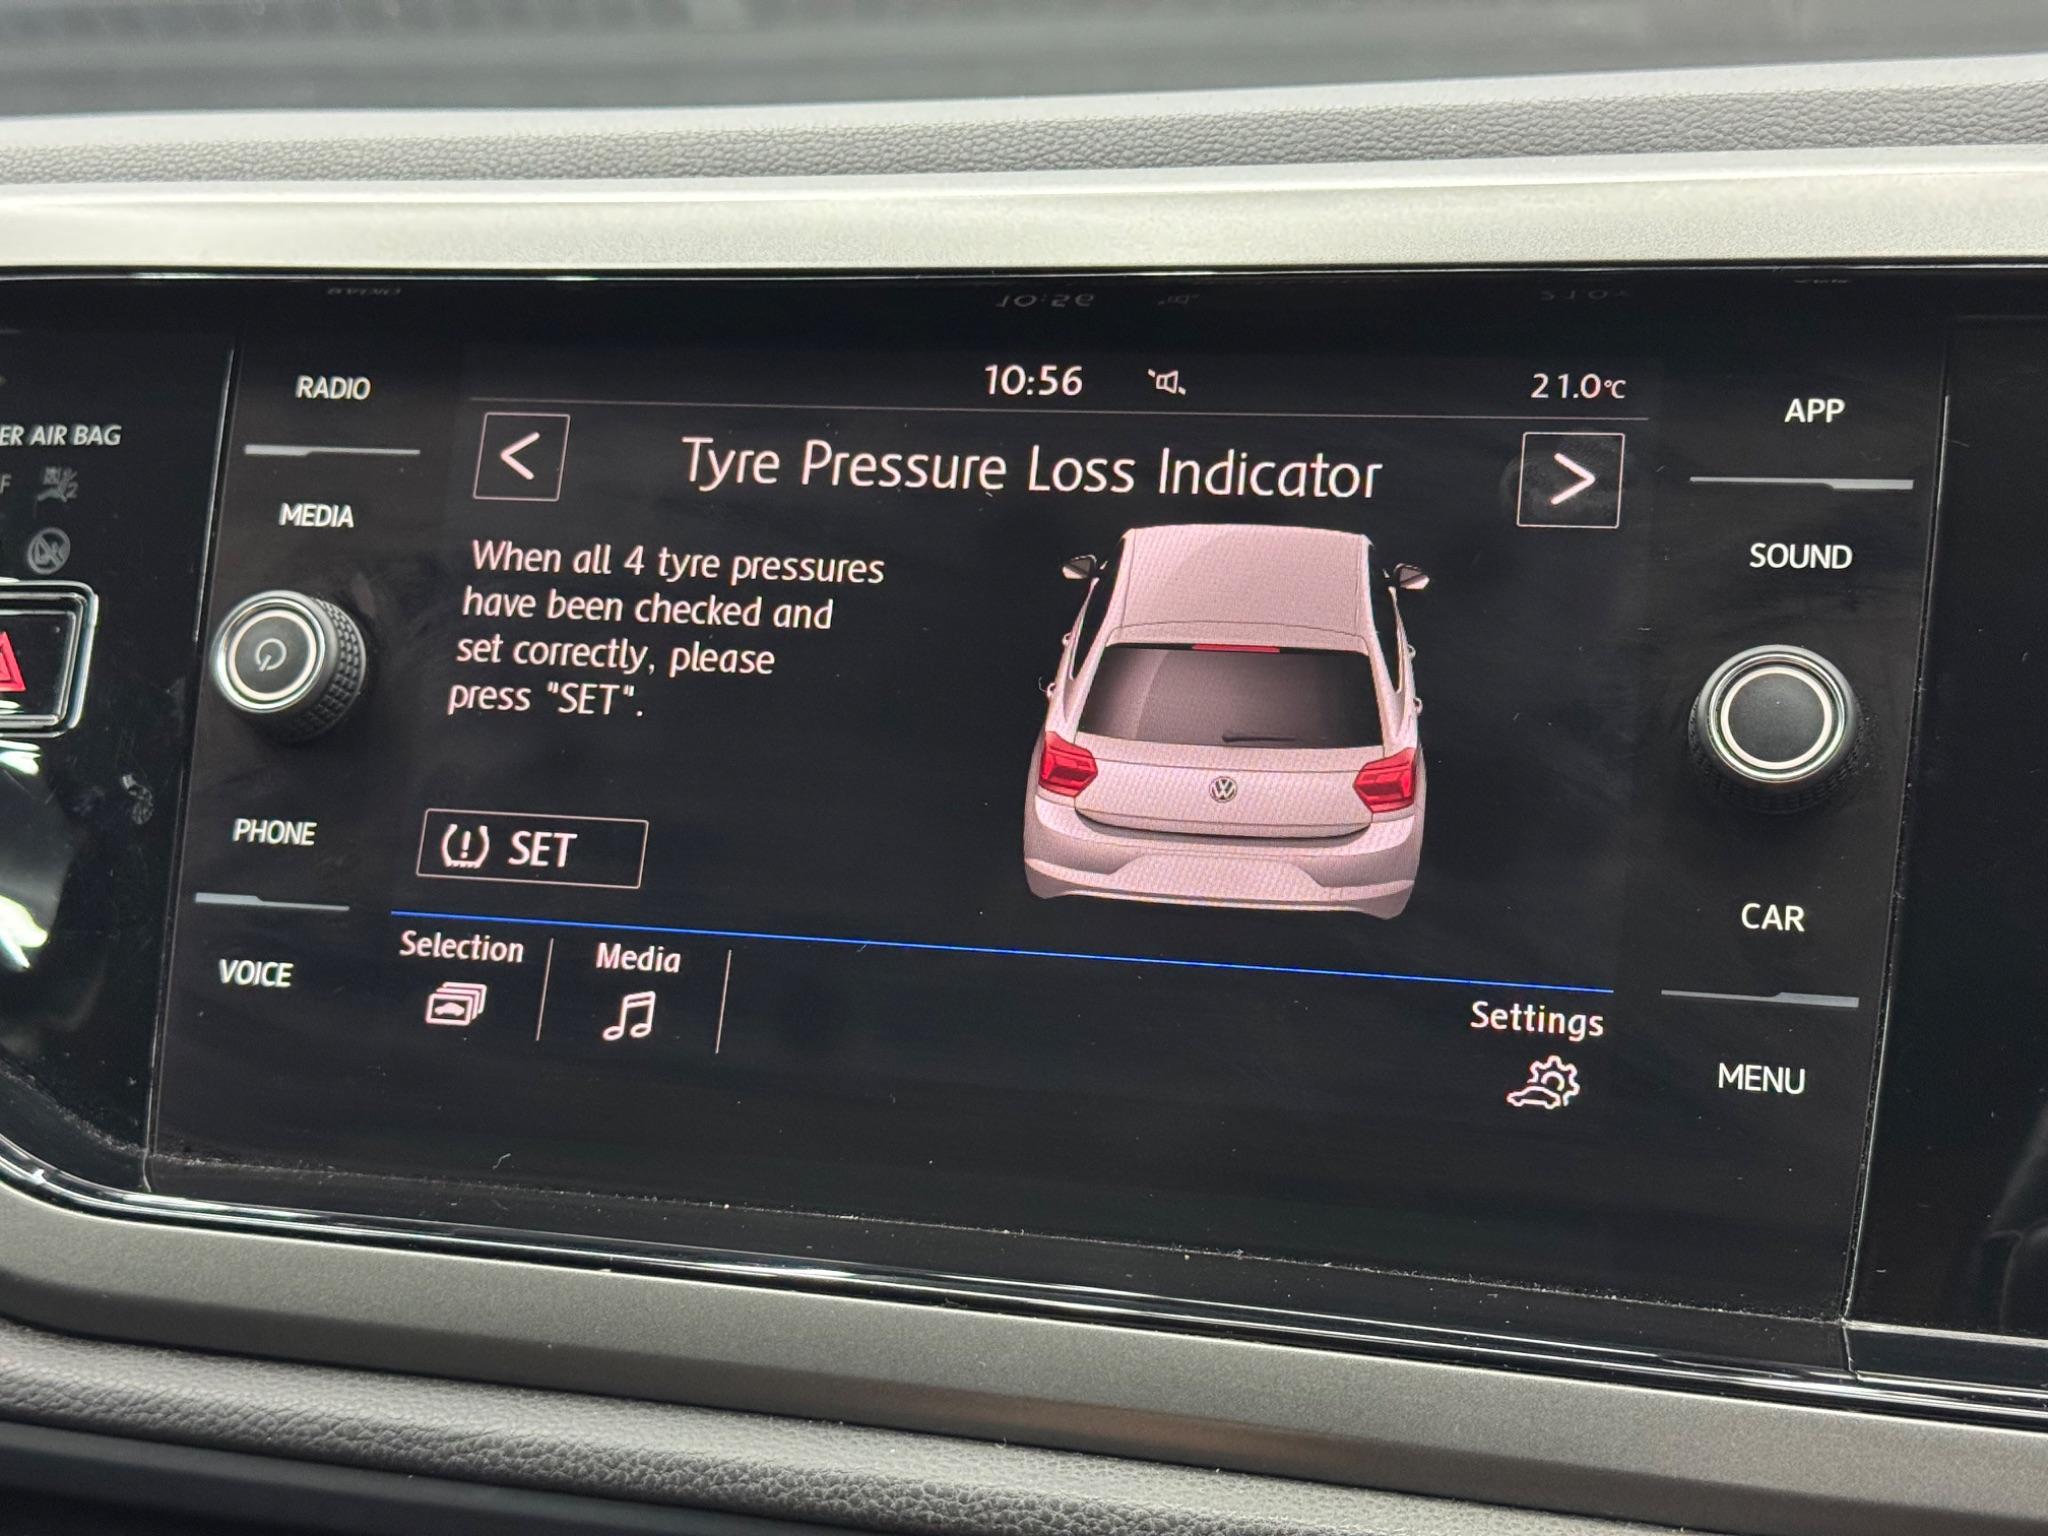 RADIO
10:56
21.0°C
APP
ER AIR BAG
F
MEDIA
< Tyre Pressure Loss Indicator >
SOUND
When all 4 tyre pressures
have been checked and
set correctly, please
press "SET".
PHONE
SET
CAR
VOICE
Selection
Media
Settings
MENU